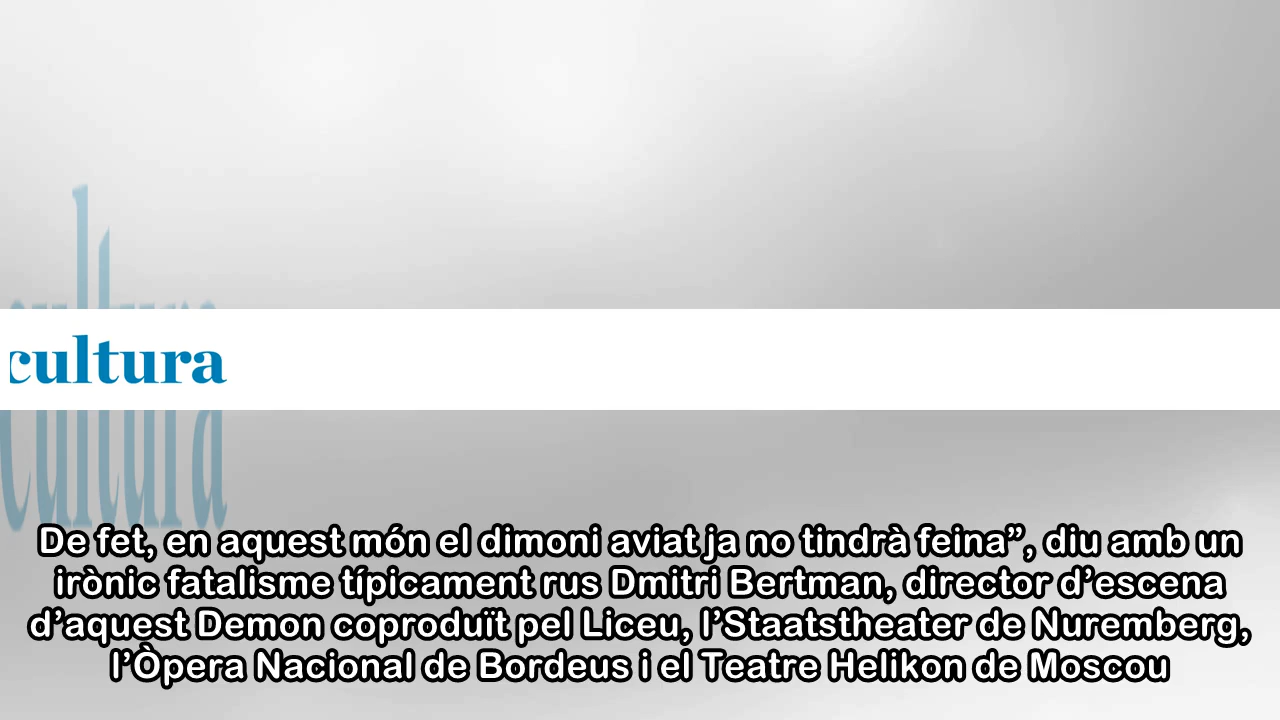 cultura
cultura
cultura
De fet, en aquest món el dimoni aviat ja no tindrà feina”, diu amb un
irònic fatalisme típicament rus Dmitri Bertman, director d’escena
d’aquest Demon coproduït pel Liceu, l’Staatstheater de Nuremberg,
l’Òpera Nacional de Bordeus i el Teatre Helikon de Moscou